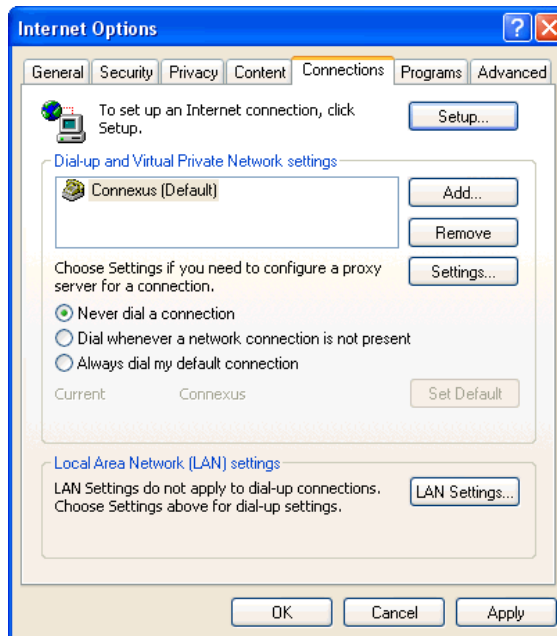 Internet Options
General Security Privacy Content Connections Programs Advanced
To set up an Internet connection, click
Setup.
Setup...
Dial-up and Virtual Private Network settings
Connexus (Default)
Add...
Remove
Choose Settings if you need to configure a proxy
server for a connection.
Settings...
Never dial a connection
Dial whenever a network connection is not present
Always dial my default connection
Current Connexus Set Default
Local Area Network (LAN) settings
LAN Settings do not apply to dial-up connections.
Choose Settings above for dial-up settings.
LAN Settings...
OK Cancel Apply